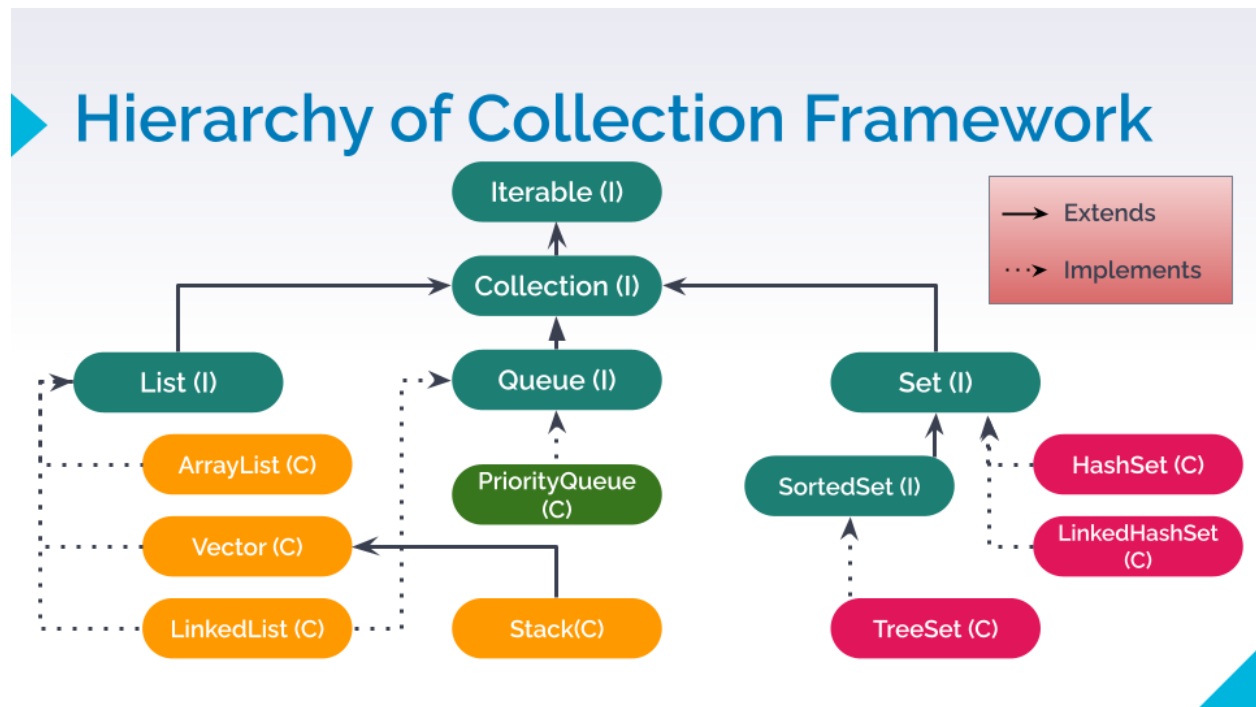 Hierarchy of Collection Framework
Iterable (I)
Extends
Implements
Collection (I)
List (I)
Queue (I)
Set (I)
ArrayList (C)
PriorityQueue
(C)
SortedSet (I)
HashSet (C)
Vector (C)
LinkedHashSet
(C)
LinkedList (C)
Stack(C)
TreeSet (C)